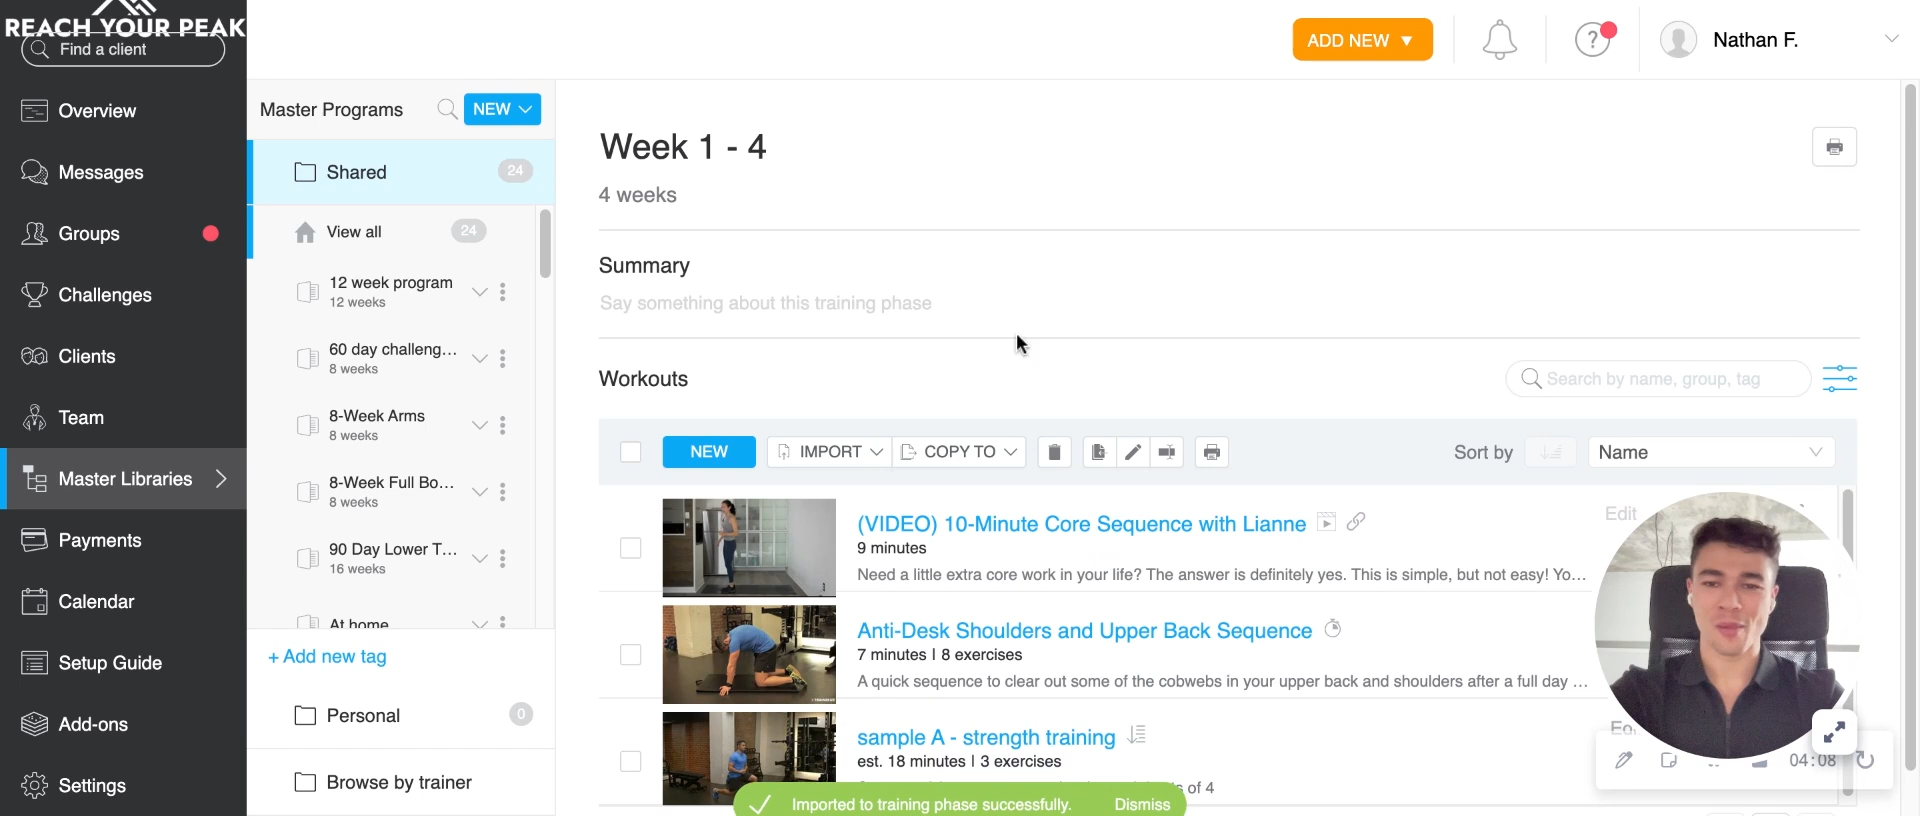 REACH YOUR PEAK
Find a client
Overview
Messages
Groups
Challenges
Clients
Team
Master Libraries
Payments
Calendar
Setup Guide
Add-ons
Settings
ADD NEW
Nathan F.
Master Programs
NEW
Shared
24
View all
24
12 week program
12 weeks
60 day challeng...
8 weeks
8-Week Arms
8 weeks
8-Week Full Bo...
8 weeks
90 Day Lower T...
16 weeks
At home
+ Add new tag
Personal
0
Browse by trainer
Week 1 - 4
4 weeks
Summary
Say something about this training phase
Workouts
Search by name, group, tag
NEW
IMPORT
COPY TO
Sort by
Name
(VIDEO) 10-Minute Core Sequence with Lianne
Edit
9 minutes
Need a little extra core work in your life? The answer is definitely yes. This is simple, but not easy! Yo...
Anti-Desk Shoulders and Upper Back Sequence
7 minutes | 8 exercises
A quick sequence to clear out some of the cobwebs in your upper back and shoulders after a full day ...
sample A - strength training
est. 18 minutes | 3 exercises
of 4
04:08
Imported to training phase successfully.
Dismiss